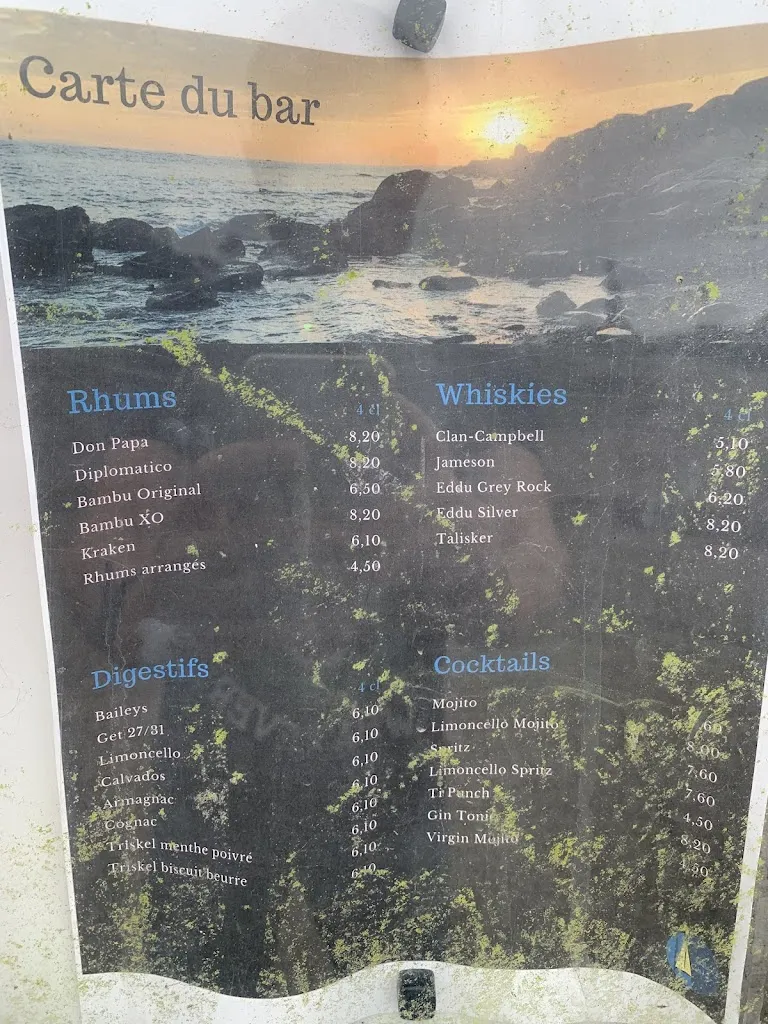 Carte du bar
Rhums
4 cl
Don Papa 8,20
Diplomatico 8,20
Bambu Original 6,50
Bambu XO 8,20
Kraken 6,10
Rhums arrangés 4,50
Whiskies
4 cl
Clan-Campbell 5,10
Jameson 5,80
Eddu Grey Rock 6,20
Eddu Silver 8,20
Talisker 8,20
Digestifs
4 cl
Baileys 6,10
Get 27/31 6,10
Limoncello 6,10
Calvados 6,10
Armagnac 6,10
Cognac 6,10
Triskel menthe poivré 6,10
Triskel biscuit beurre 6,10
Cocktails
Mojito
Limoncello Mojito 8,00
Spritz 7,60
Limoncello Spritz 7,60
Ti Punch 4,50
Gin Tonic 8,20
Virgin Mojito